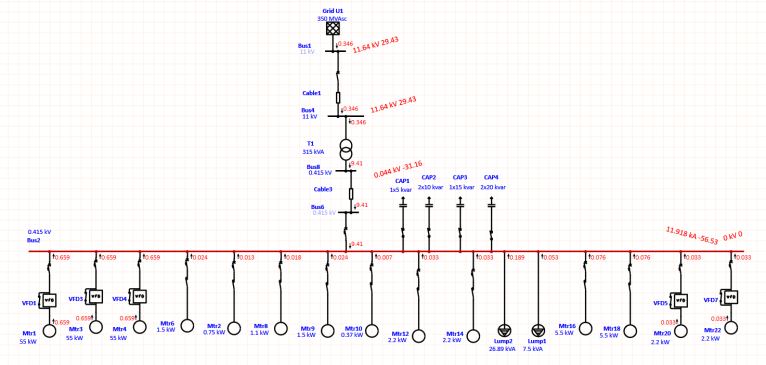 Grid U1
350 MVAsc
0.346
11.64 kV 29.43
Bus1
11 kV
Cable1
0.346
11.64 kV 29.43
Bus4
11 kV
0.346
T1
315 kVA
9.41
0.044 kV -31.16
Bus8
0.415 kV
Cable3
9.41
Bus6
0.415 kV
9.41
CAP1
1x5 kvar
CAP2
2x10 kvar
CAP3
1x15 kvar
CAP4
2x20 kvar
0.415 kV
Bus2
11.918 kA -56.53
0 kV 0
0.659
0.659
0.659
0.024
0.013
0.018
0.024
0.007
0.033
0.033
0.189
0.053
0.076
0.076
0.033
0.033
VFD1
VFD
VFD3
VFD
VFD4
VFD
VFD5
VFD
VFD7
VFD
0.659
0.659
0.659
0.033
0.033
Mtr1
55 kW
Mtr3
55 kW
Mtr4
55 kW
Mtr6
1.5 kW
Mtr2
0.75 kW
Mtr8
1.1 kW
Mtr9
1.5 kW
Mtr10
0.37 kW
Mtr12
2.2 kW
Mtr14
2.2 kW
Lump2
26.89 kVA
Lump1
7.5 kVA
Mtr16
5.5 kW
Mtr18
5.5 kW
Mtr20
2.2 kW
Mtr22
2.2 kW